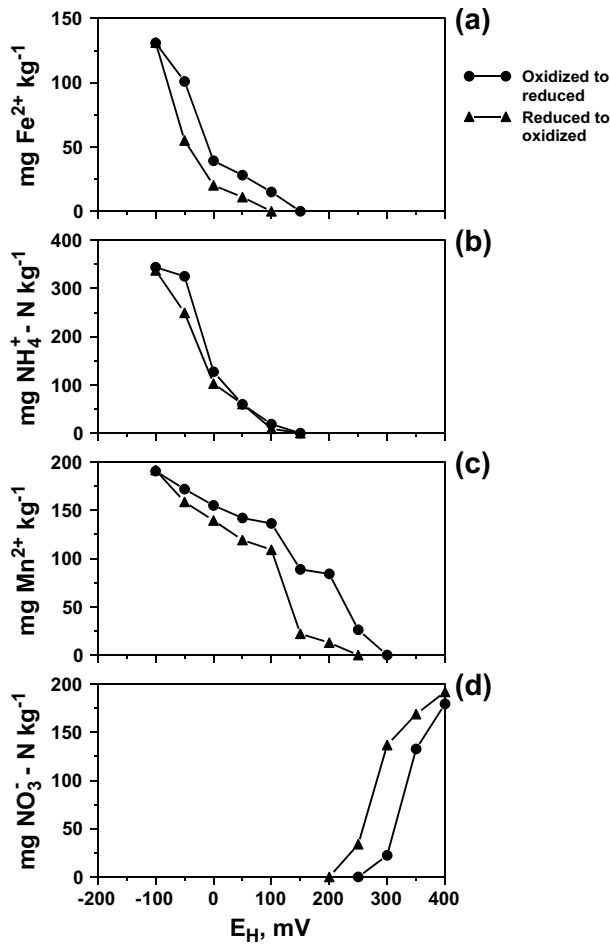 (a)
150
100
50
0
mg Fe²⁺ kg⁻¹
Oxidized to
reduced
Reduced to
oxidized
(b)
400
300
200
100
0
mg NH₄⁺ - N kg⁻¹
(c)
200
150
100
50
0
mg Mn²⁺ kg⁻¹
(d)
200
150
100
50
0
mg NO₃⁻ - N kg⁻¹
-200 -100 0 100 200 300 400
E_H, mV